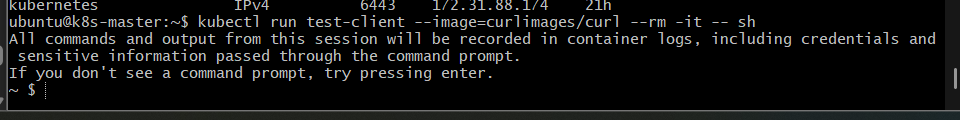 kubernetes IPv4 6443 172.31.88.174 21h
ubuntu@k8s-master:~$ kubectl run test-client --image=curlimages/curl --rm -it -- sh
All commands and output from this session will be recorded in container logs, including credentials and
sensitive information passed through the command prompt.
If you don't see a command prompt, try pressing enter.
~ $